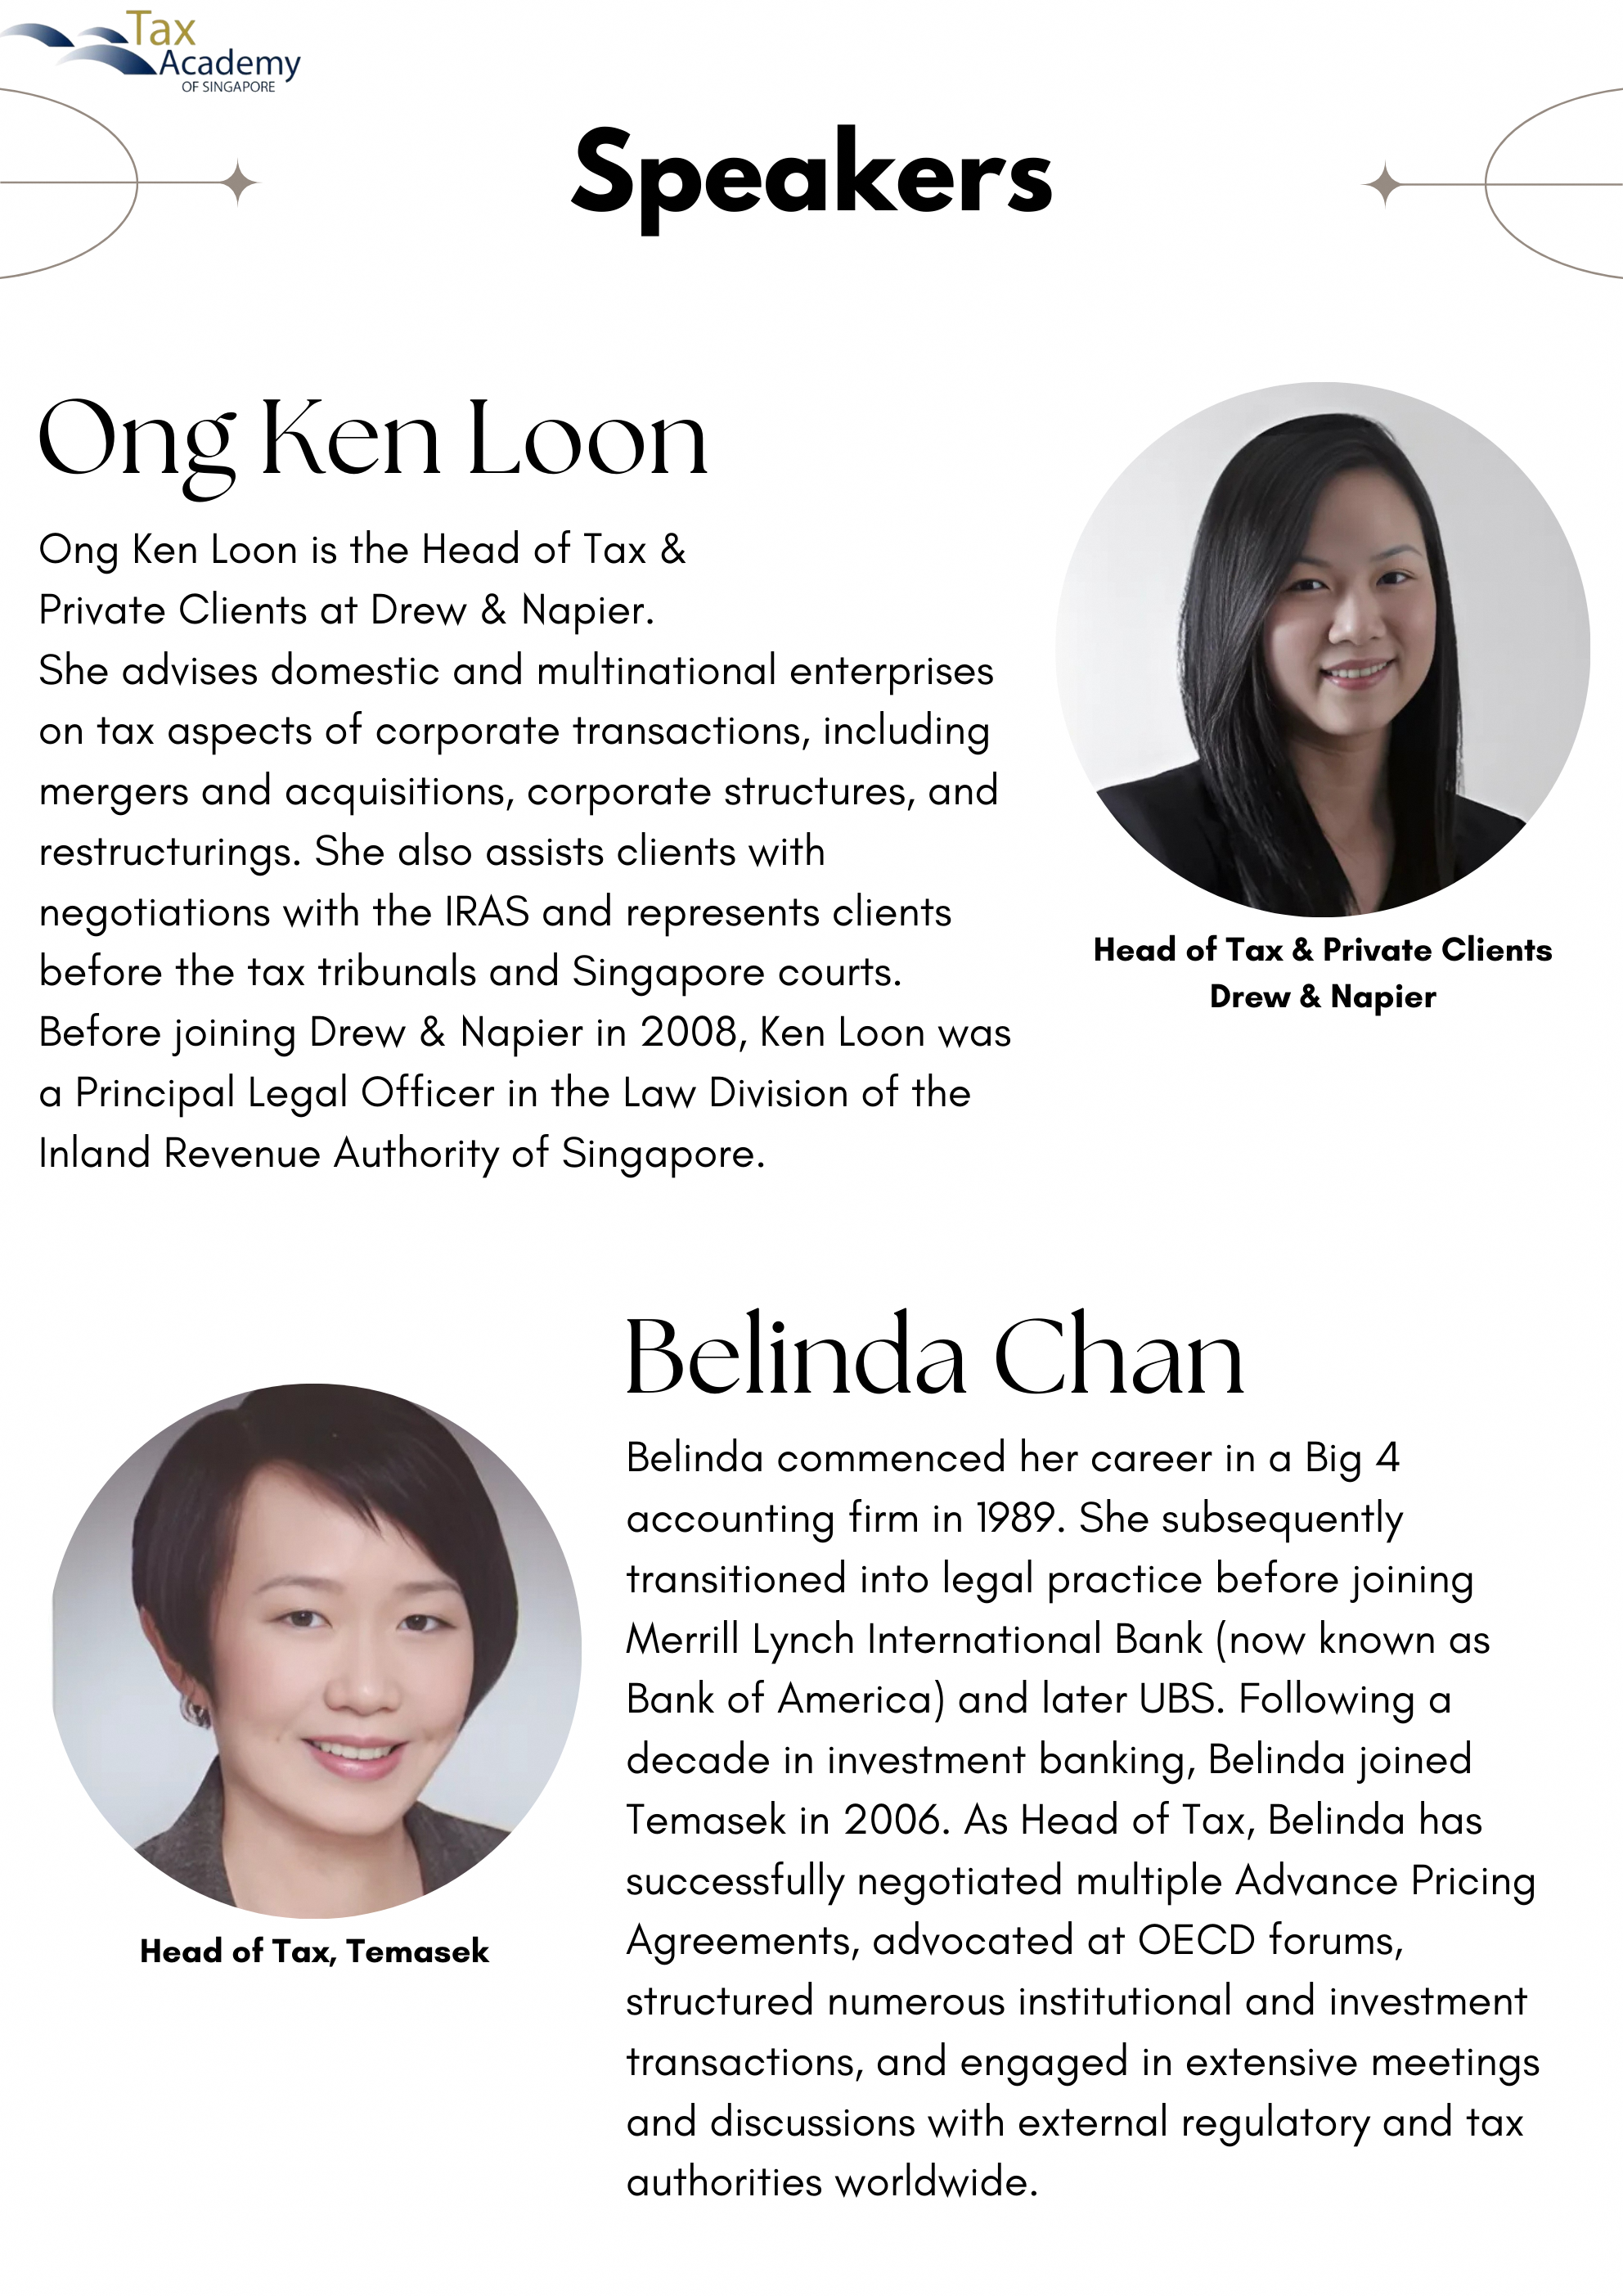 Tax
Academy
OF SINGAPORE
Speakers
Ong Ken Loon
Ong Ken Loon is the Head of Tax &
Private Clients at Drew & Napier.
She advises domestic and multinational enterprises
on tax aspects of corporate transactions, including
mergers and acquisitions, corporate structures, and
restructurings. She also assists clients with
negotiations with the IRAS and represents clients
before the tax tribunals and Singapore courts.
Before joining Drew & Napier in 2008, Ken Loon was
a Principal Legal Officer in the Law Division of the
Inland Revenue Authority of Singapore.
Head of Tax & Private Clients
Drew & Napier
Belinda Chan
Belinda commenced her career in a Big 4
accounting firm in 1989. She subsequently
transitioned into legal practice before joining
Merrill Lynch International Bank (now known as
Bank of America) and later UBS. Following a
decade in investment banking, Belinda joined
Temasek in 2006. As Head of Tax, Belinda has
successfully negotiated multiple Advance Pricing
Agreements, advocated at OECD forums,
structured numerous institutional and investment
transactions, and engaged in extensive meetings
and discussions with external regulatory and tax
authorities worldwide.
Head of Tax, Temasek